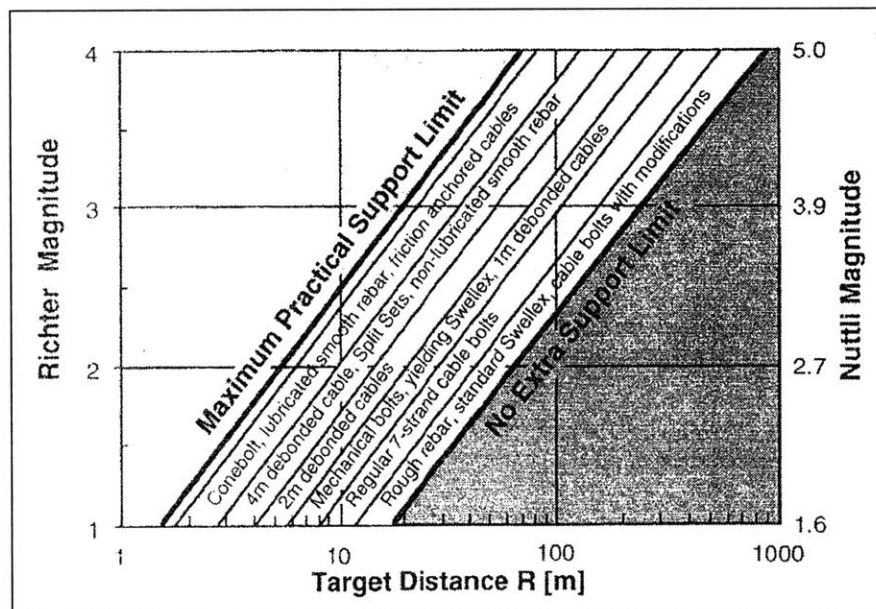 4
3
2
1
Richter Magnitude
5.0
3.9
2.7
1.6
Nuttli Magnitude
Maximum Practical Support Limit
Conebolt, lubricated smooth rebar, friction anchored cables
4m debonded cable, Split Sets, non-lubricated smooth rebar
2m debonded cables
Mechanical bolts, yielding Swellex, 1m debonded cables
Regular 7-strand cable bolts
Rough rebar, standard Swellex, cable bolts with modifications
No Extra Support Limit
1
10
100
1000
Target Distance R [m]